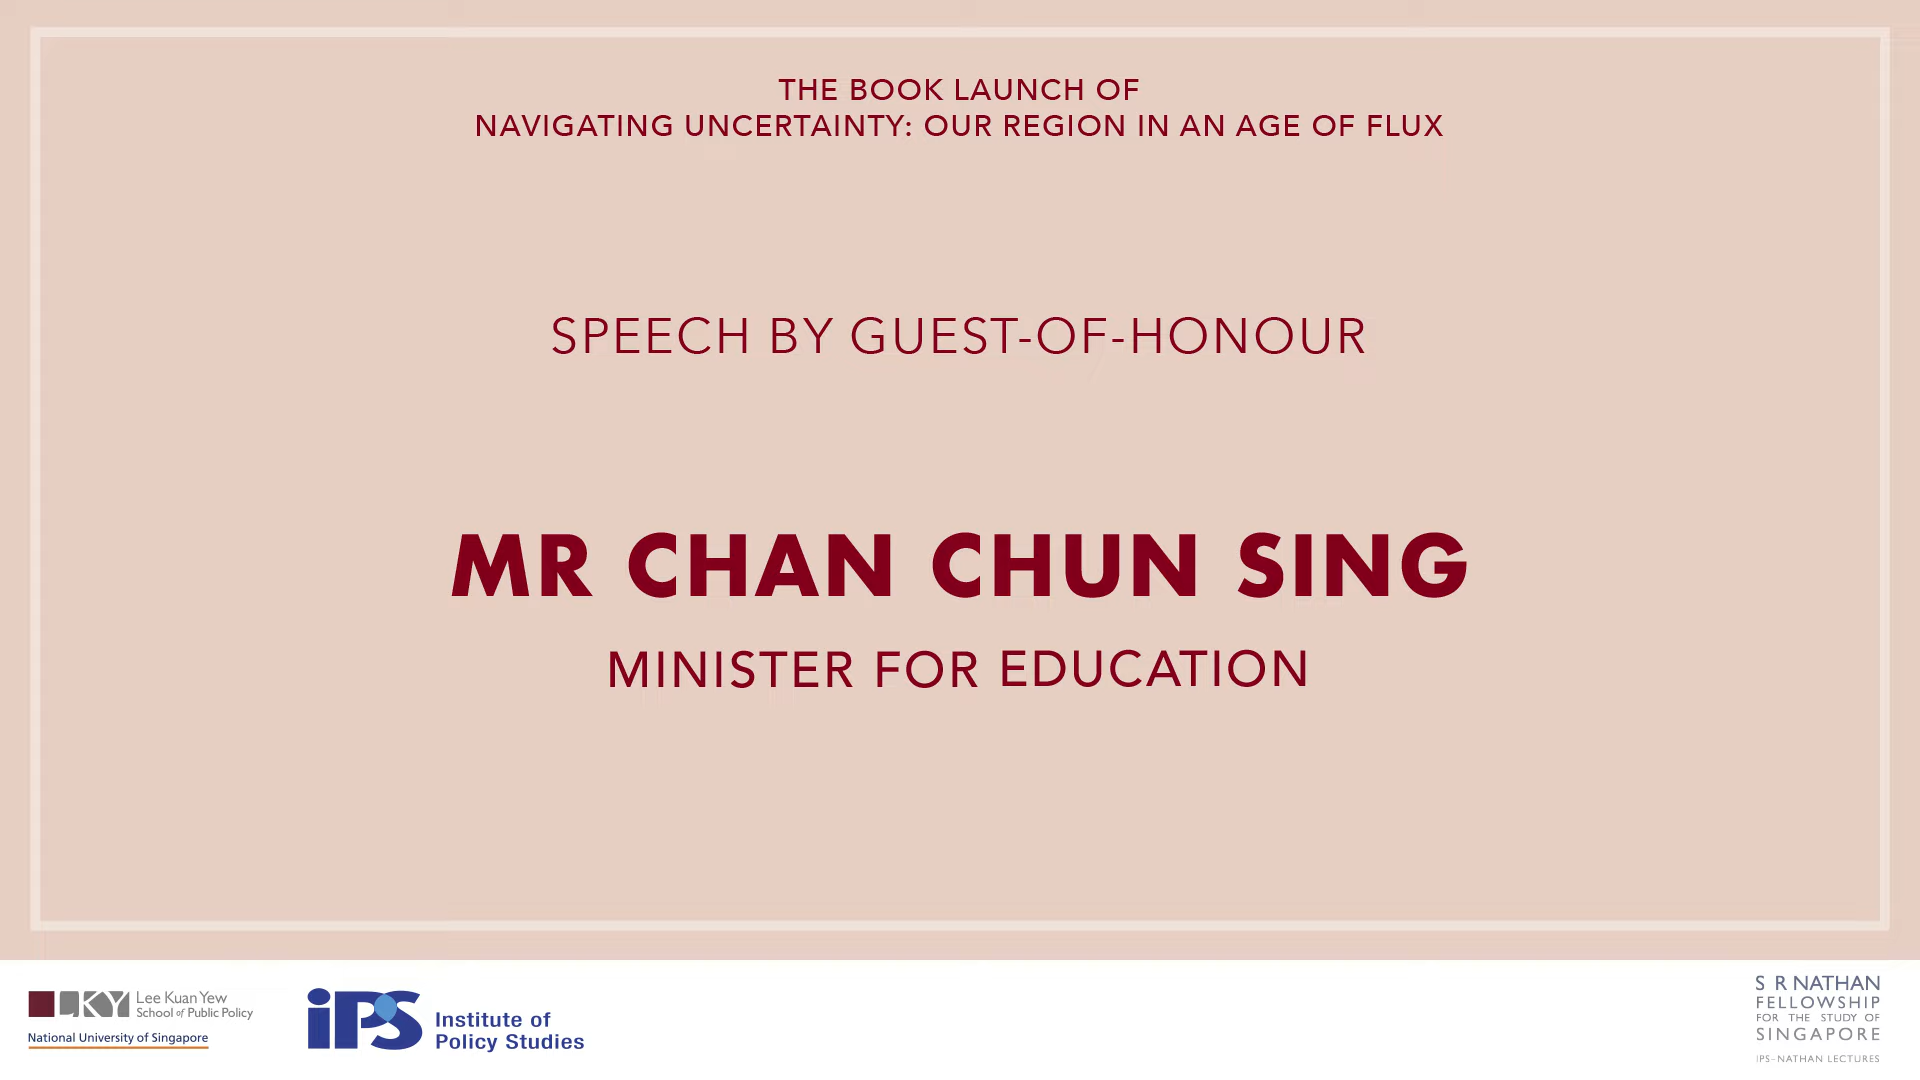 THE BOOK LAUNCH OF
NAVIGATING UNCERTAINTY: OUR REGION IN AN AGE OF FLUX
SPEECH BY GUEST-OF-HONOUR
MR CHAN CHUN SING
MINISTER FOR EDUCATION
LKY
Lee Kuan Yew
School of Public Policy
National University of Singapore
iPS
Institute of
Policy Studies
S R NATHAN
FELLOWSHIP
FOR THE STUDY OF
SINGAPORE
IPS-NATHAN LECTURES